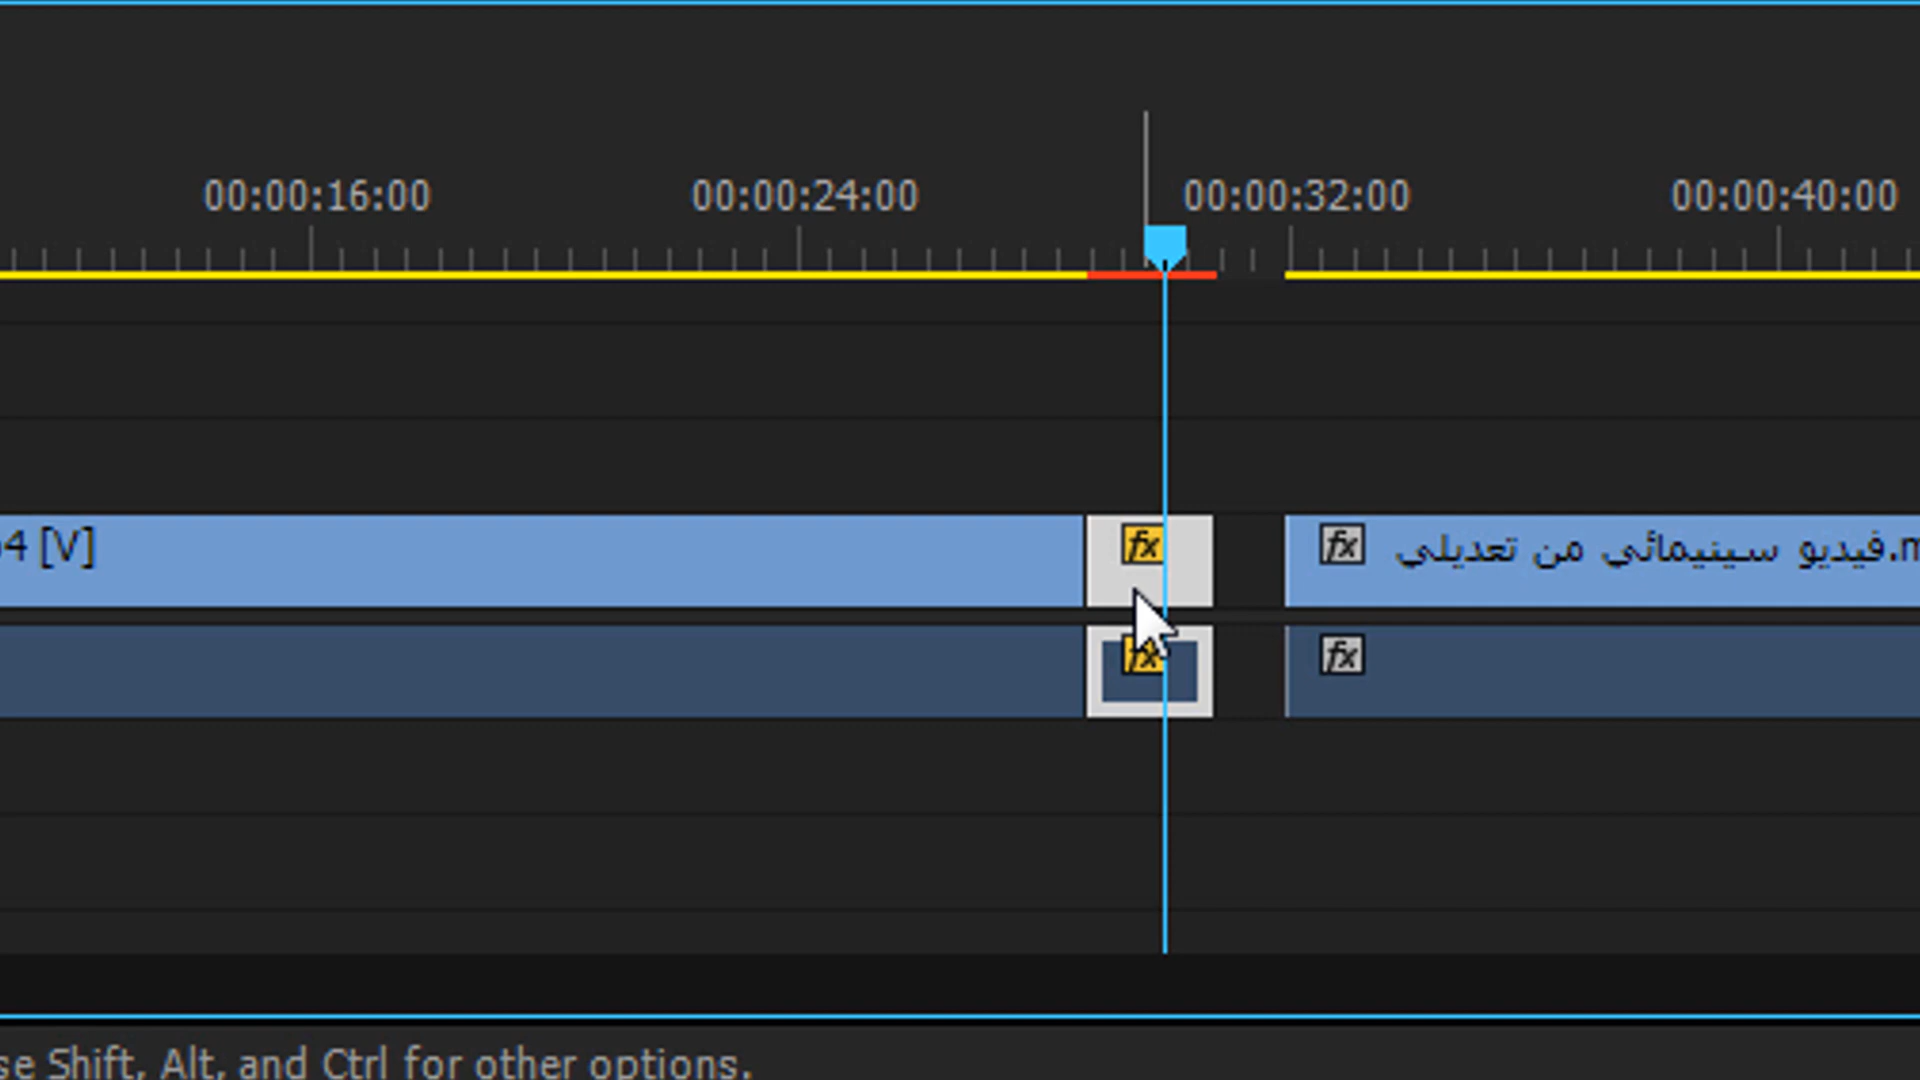 00:00:16:00 00:00:24:00 00:00:32:00 00:00:40:00
4 [V] fx fx فيديو سينيمائي من تعديلي.m
fx fx
se Shift, Alt, and Ctrl for other options.